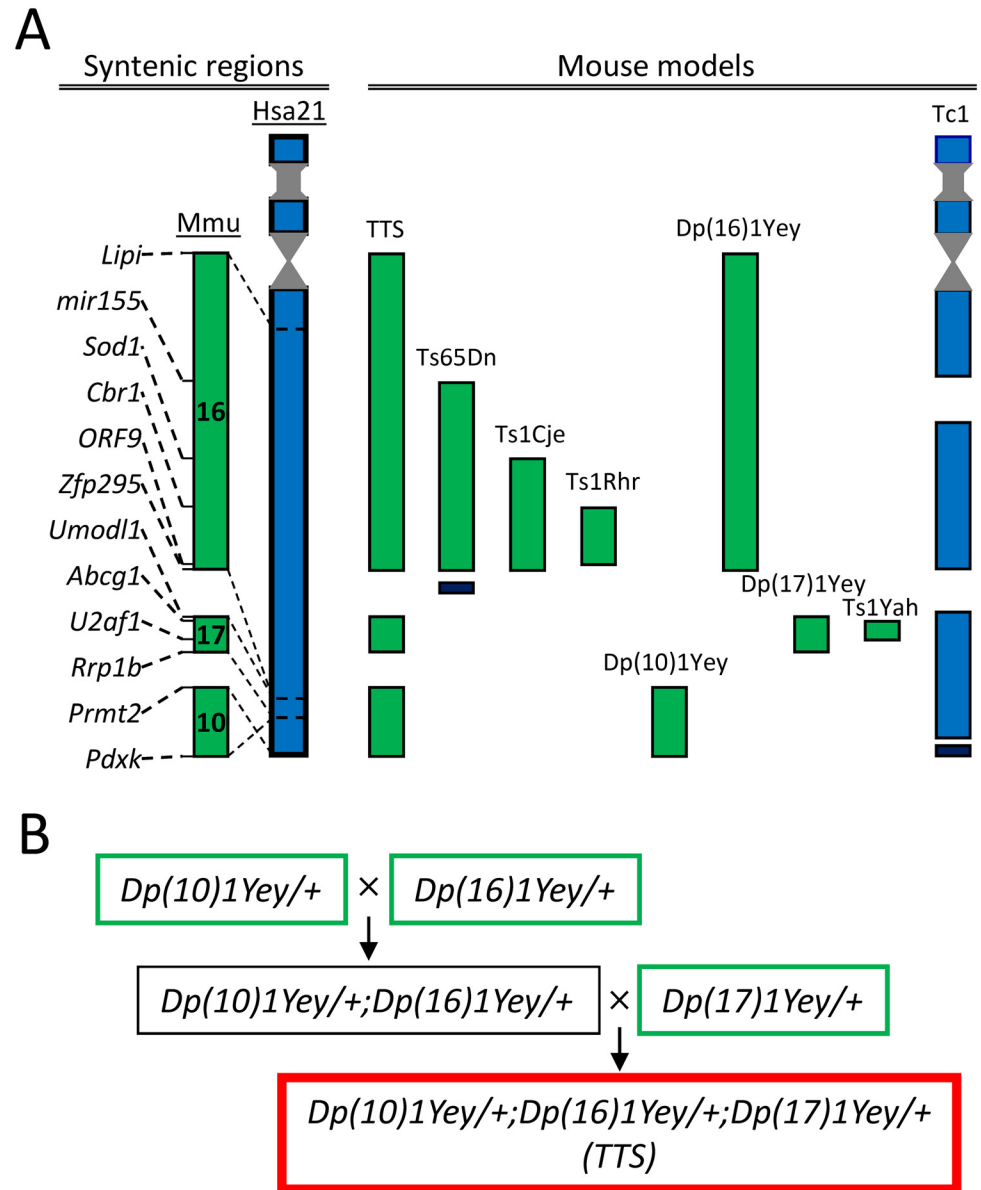 A
Syntenic regions
Mouse models
Hsa21
Tc1
Mmu
TTS
Dp(16)1Yey
Lipi
mir155
Sod1
Cbr1
ORF9
Zfp295
Umodl1
Abcg1
U2af1
Rrp1b
Prmt2
Pdxk
16
17
10
Ts65Dn
Ts1Cje
Ts1Rhr
Dp(17)1Yey
Ts1Yah
Dp(10)1Yey
B
Dp(10)1Yey/+ × Dp(16)1Yey/+
Dp(10)1Yey/+;Dp(16)1Yey/+ × Dp(17)1Yey/+
Dp(10)1Yey/+;Dp(16)1Yey/+;Dp(17)1Yey/+
(TTS)